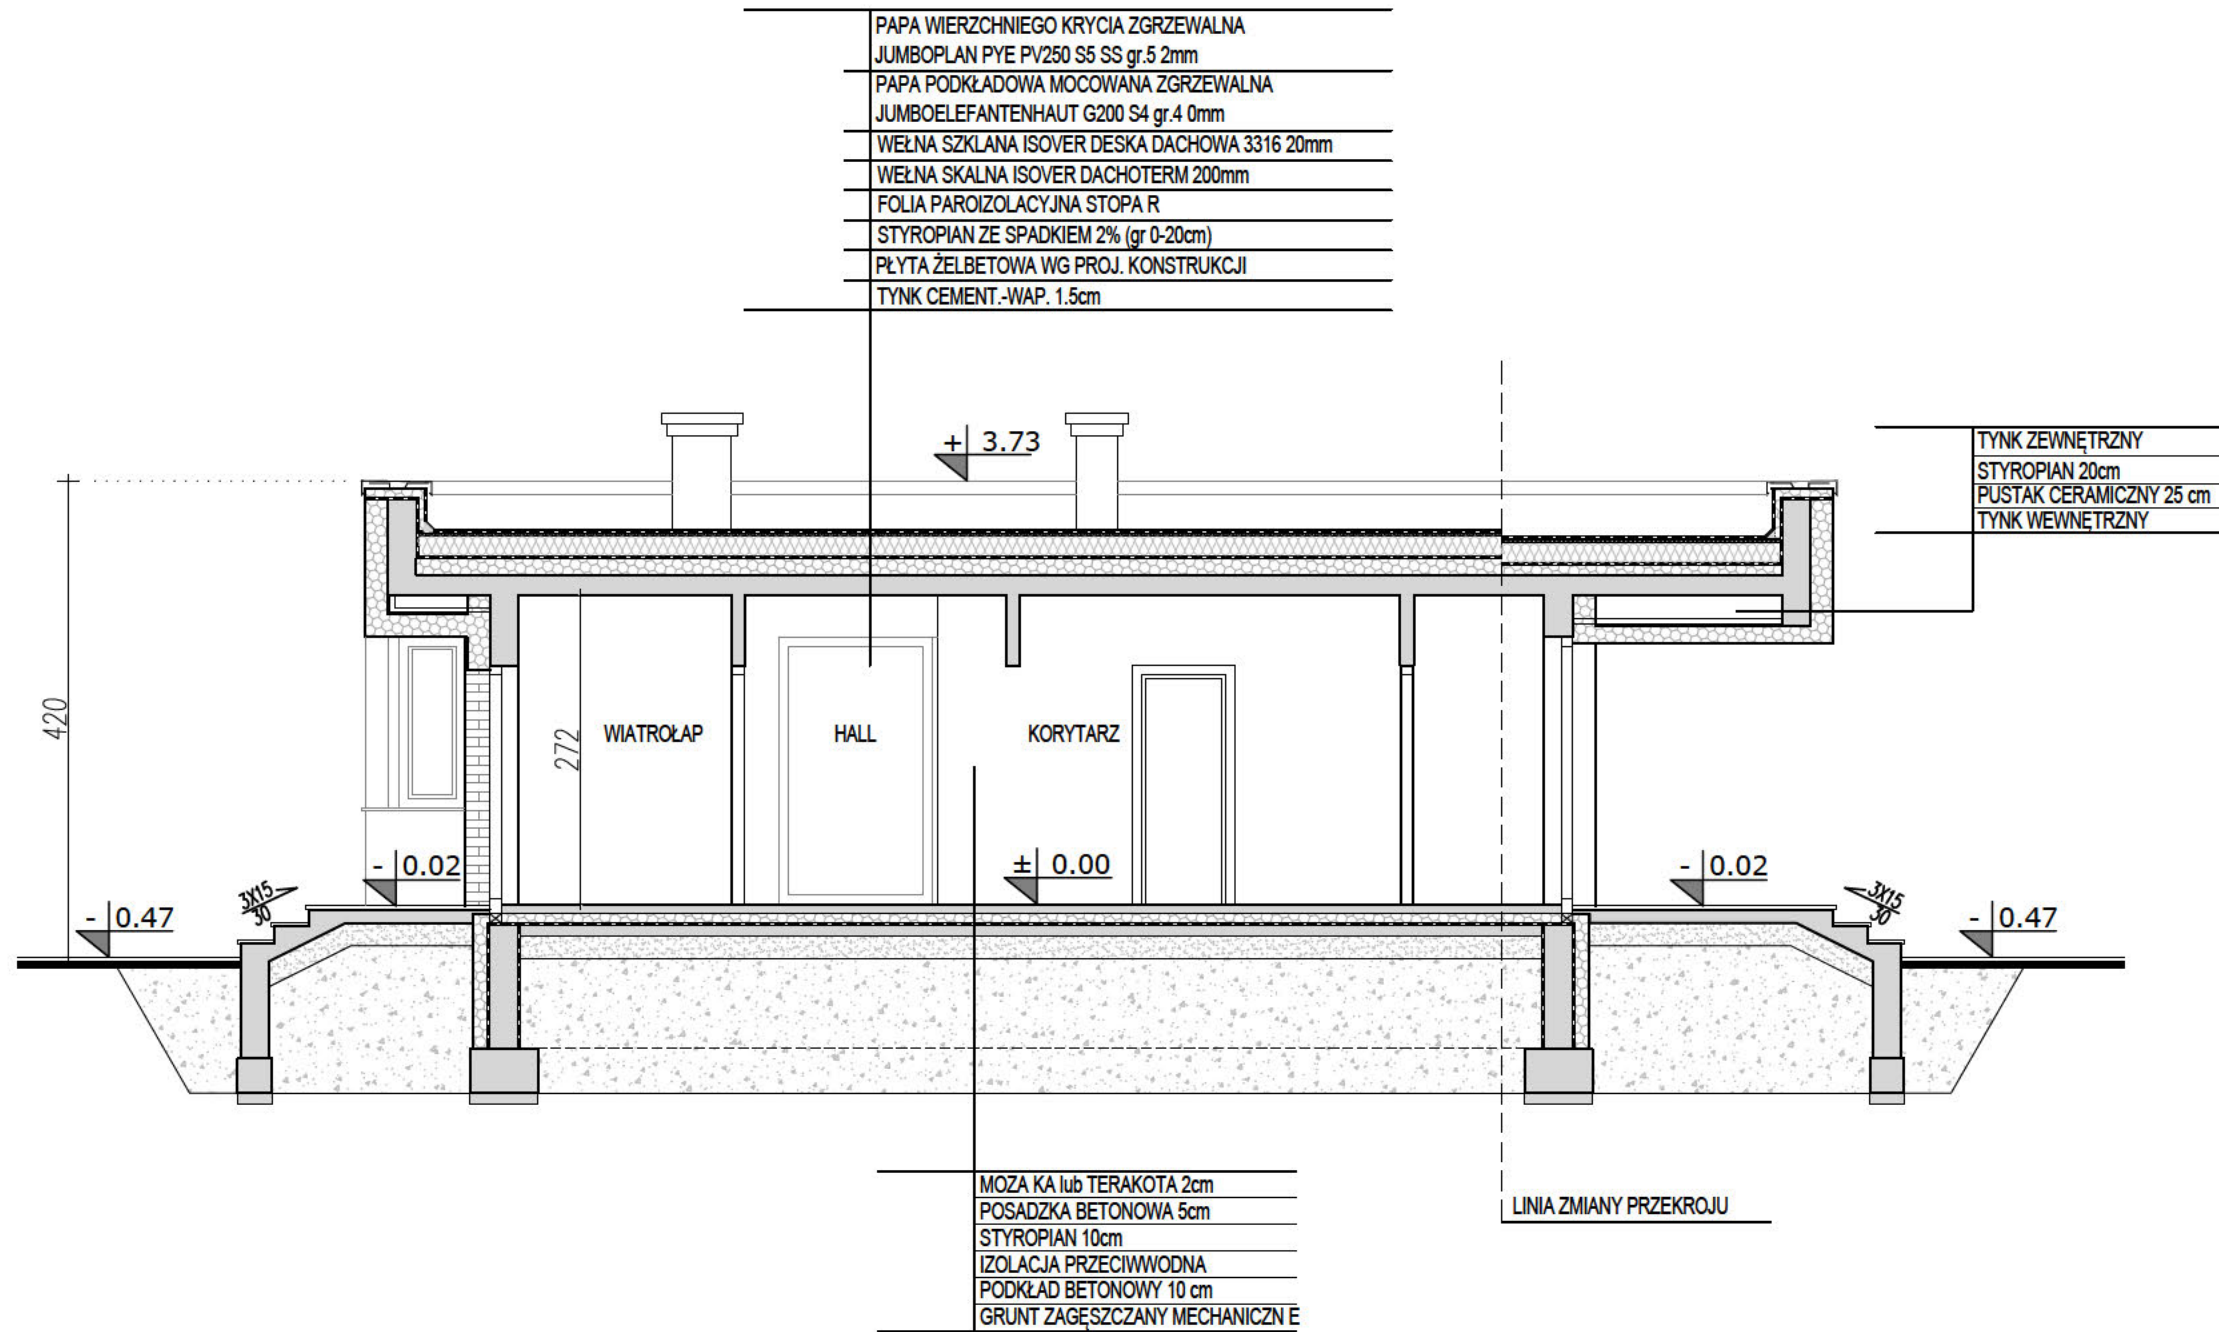 PAPA WIERZCHNIEGO KRYCIA ZGRZEWALNA
JUMBOPLAN PYE PV250 S5 SS gr.5 2mm
PAPA PODKŁADOWA MOCOWANA ZGRZEWALNA
JUMBOELEFANTENHAUT G200 S4 gr.4 0mm
WEŁNA SZKLANA ISOVER DESKA DACHOWA 3316 20mm
WEŁNA SKALNA ISOVER DACHOTERM 200mm
FOLIA PAROIZOLACYJNA STOPA R
STYROPIAN ZE SPADKIEM 2% (gr 0-20cm)
PŁYTA ŻELBETOWA WG PROJ. KONSTRUKCJI
TYNK CEMENT.-WAP. 1.5cm
+ 3.73
TYNK ZEWNĘTRZNY
STYROPIAN 20cm
PUSTAK CERAMICZNY 25 cm
TYNK WEWNĘTRZNY
420
272
WIATROŁAP
HALL
KORYTARZ
- 0.02
± 0.00
- 0.02
3X15
30
3X15
30
- 0.47
- 0.47
MOZA KA lub TERAKOTA 2cm
POSADZKA BETONOWA 5cm
STYROPIAN 10cm
IZOLACJA PRZECIWWODNA
PODKŁAD BETONOWY 10 cm
GRUNT ZAGĘSZCZANY MECHANICZN E
LINIA ZMIANY PRZEKROJU